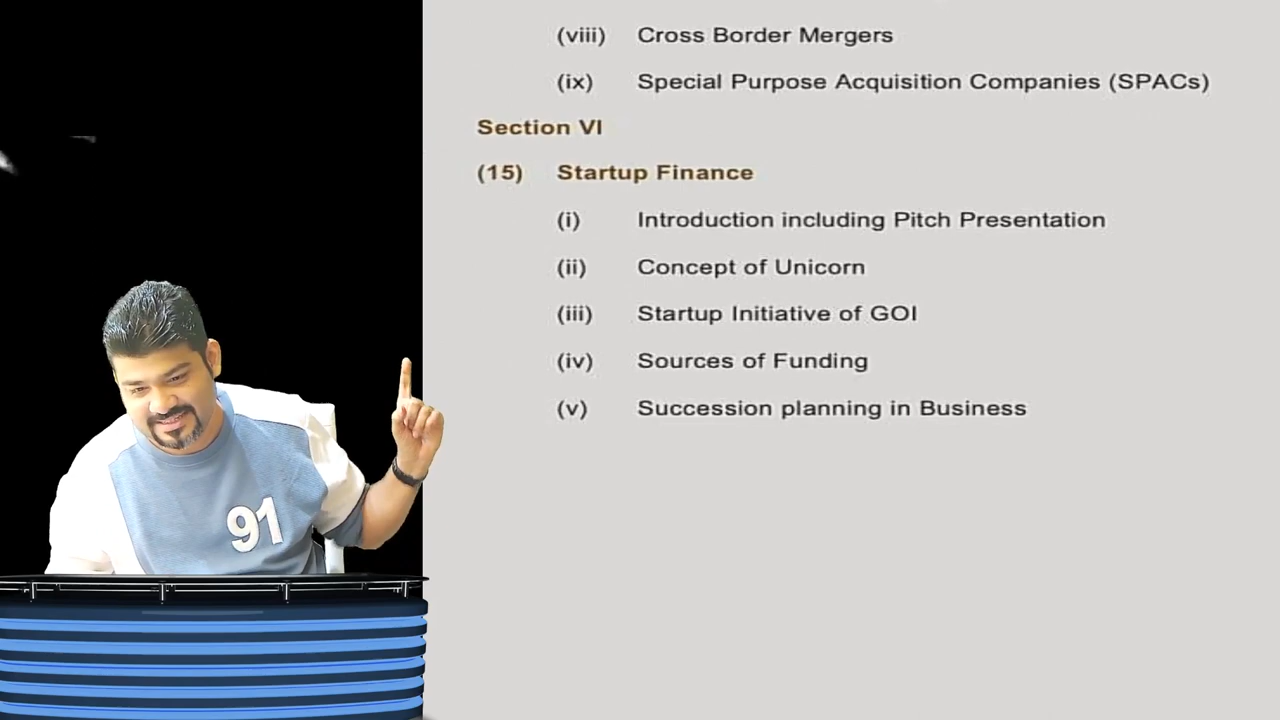 (viii) Cross Border Mergers
(ix) Special Purpose Acquisition Companies (SPACs)
Section VI
(15) Startup Finance
(i) Introduction including Pitch Presentation
(ii) Concept of Unicorn
(iii) Startup Initiative of GOI
(iv) Sources of Funding
(v) Succession planning in Business
91